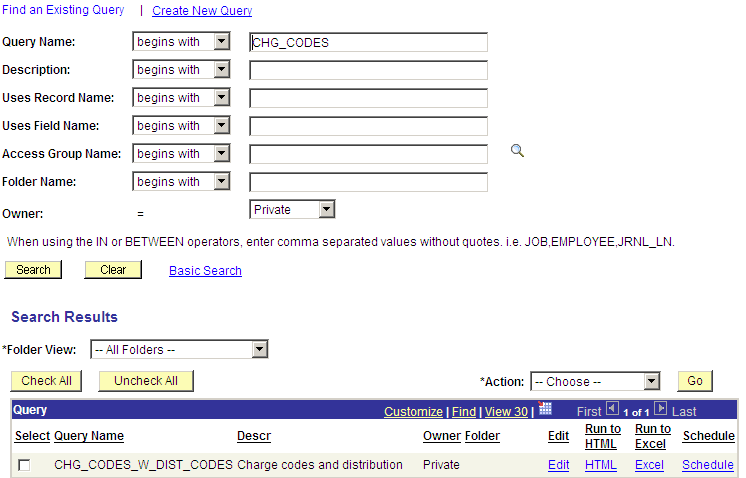 Find an Existing Query | Create New Query
Query Name: begins with CHG_CODES
Description: begins with
Uses Record Name: begins with
Uses Field Name: begins with
Access Group Name: begins with
Folder Name: begins with
Owner: = Private
When using the IN or BETWEEN operators, enter comma separated values without quotes. i.e. JOB,EMPLOYEE,JRNL_LN.
Search Clear Basic Search
Search Results
*Folder View: -- All Folders --
Check All Uncheck All *Action: -- Choose -- Go
Query Customize | Find | View 30 | First 1 of 1 Last
Select Query Name Descr Owner Folder Edit Run to HTML Run to Excel Schedule
CHG_CODES_W_DIST_CODES Charge codes and distribution Private Edit HTML Excel Schedule